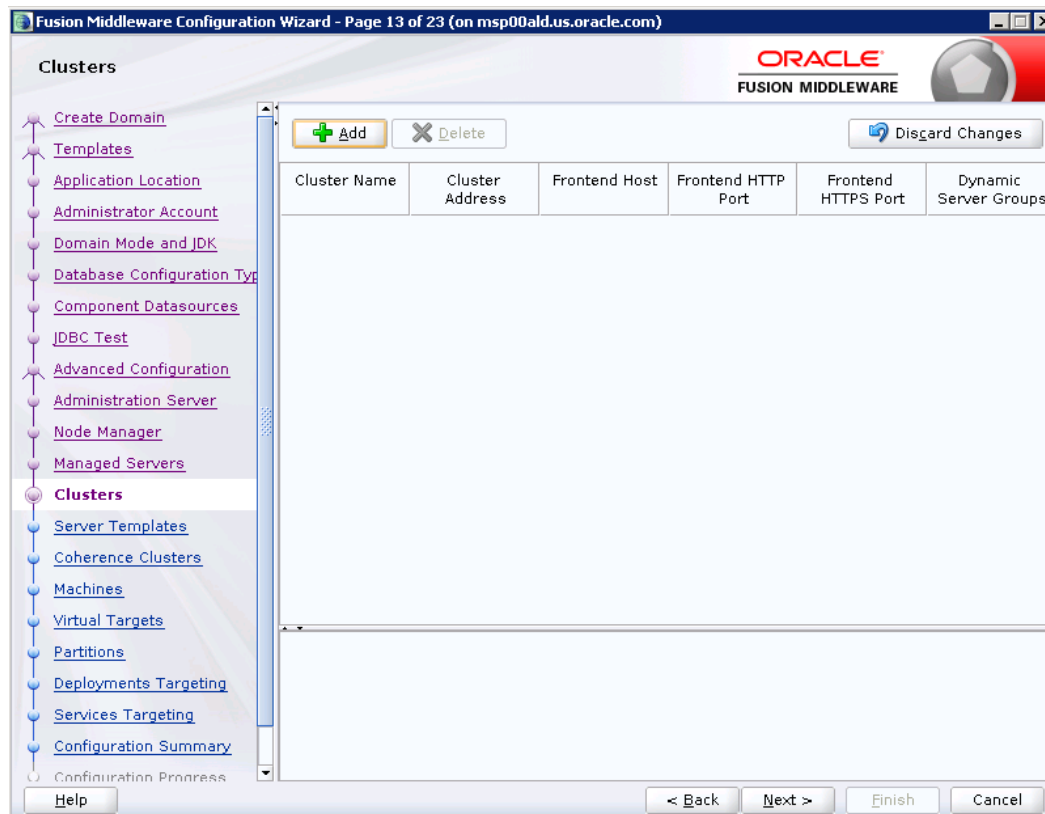 Fusion Middleware Configuration Wizard - Page 13 of 23 (on msp00ald.us.oracle.com)
Clusters
ORACLE
FUSION MIDDLEWARE
Create Domain
Templates
Application Location
Administrator Account
Domain Mode and JDK
Database Configuration Typ
Component Datasources
JDBC Test
Advanced Configuration
Administration Server
Node Manager
Managed Servers
Clusters
Server Templates
Coherence Clusters
Machines
Virtual Targets
Partitions
Deployments Targeting
Services Targeting
Configuration Summary
Configuration Progress
Add Delete Discard Changes
Cluster Name Cluster Frontend Host Frontend HTTP Frontend Dynamic
Address Port HTTPS Port Server Groups
Help < Back Next > Finish Cancel